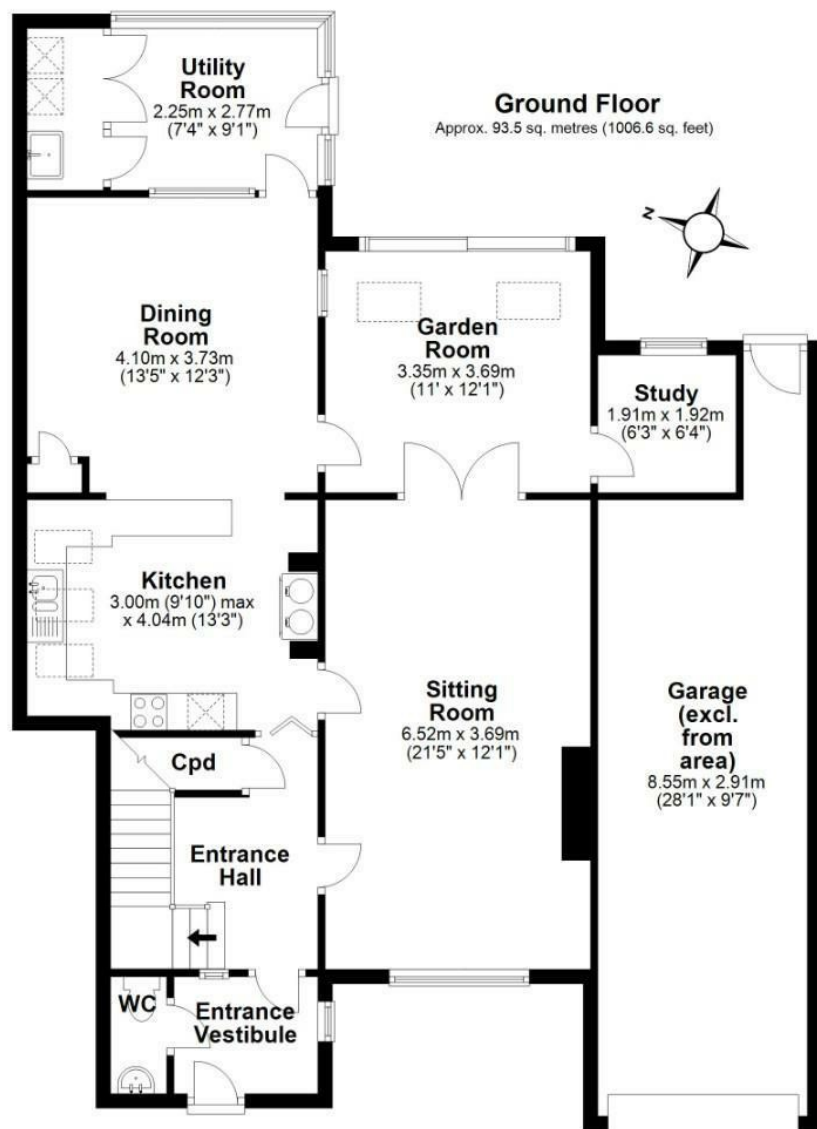 Utility
Room
2.25m x 2.77m
(7'4" x 9'1")
Ground Floor
Approx. 93.5 sq. metres (1006.6 sq. feet)
N
Dining
Room
4.10m x 3.73m
(13'5" x 12'3")
Garden
Room
3.35m x 3.69m
(11' x 12'1")
Study
1.91m x 1.92m
(6'3" x 6'4")
Kitchen
3.00m (9'10") max
x 4.04m (13'3")
Sitting
Room
6.52m x 3.69m
(21'5" x 12'1")
Garage
(excl.
from
area)
8.55m x 2.91m
(28'1" x 9'7")
Cpd
Entrance
Hall
WC
Entrance
Vestibule